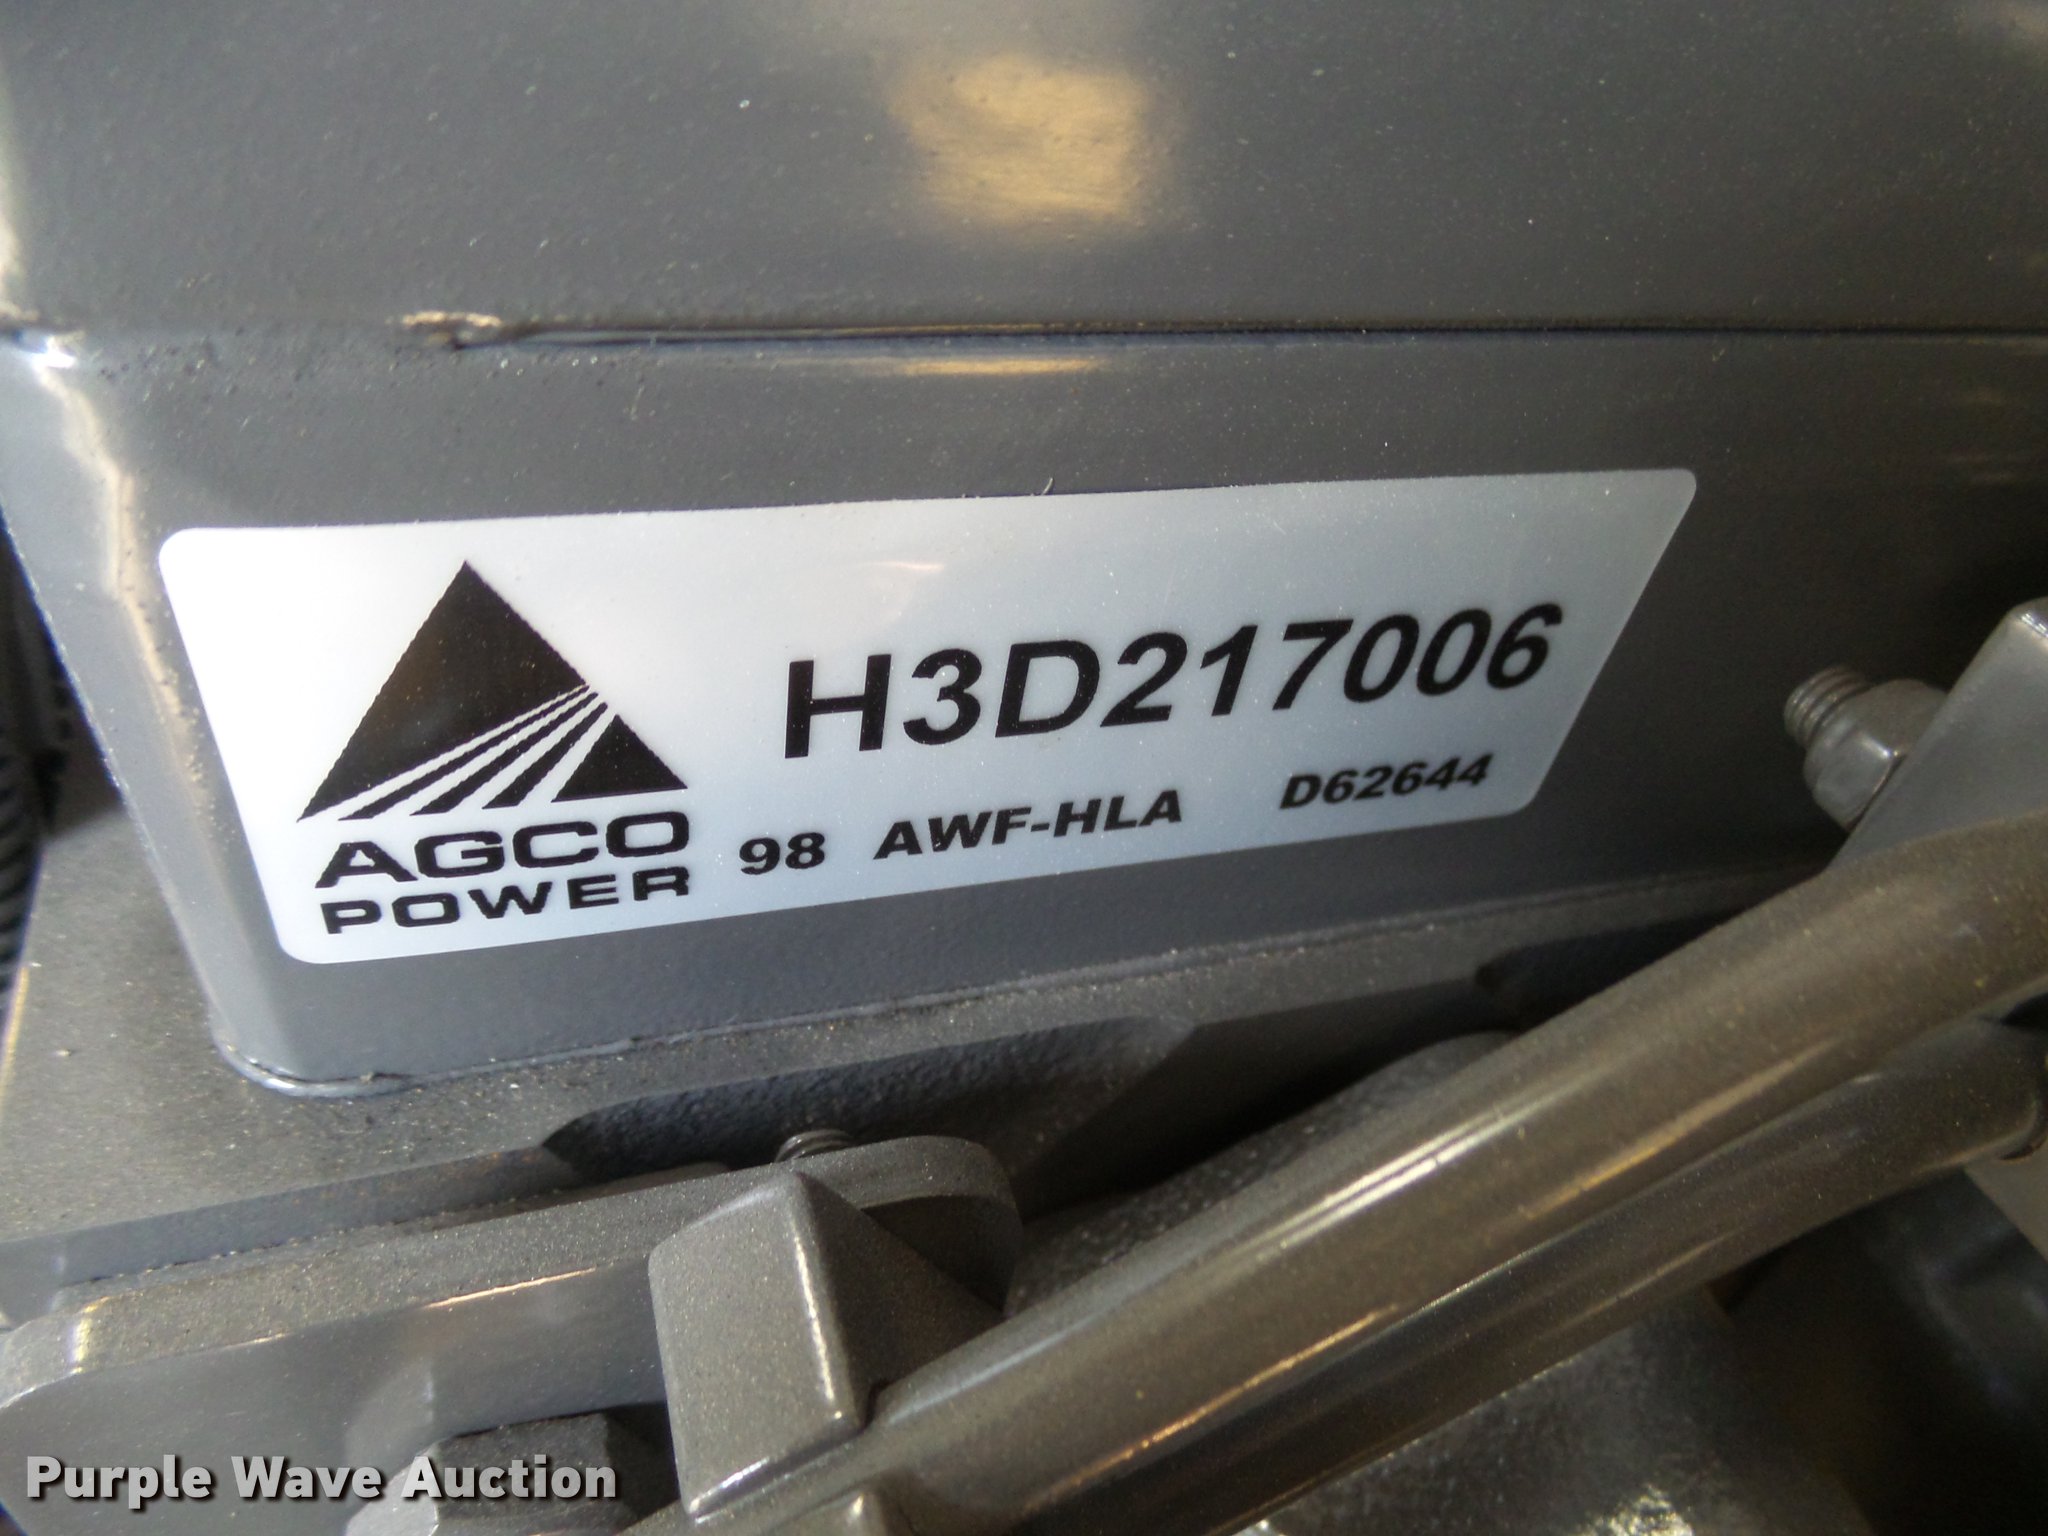 H3D217006
AGCO
POWER
98 AWF-HLA D62644
Purple Wave Auction